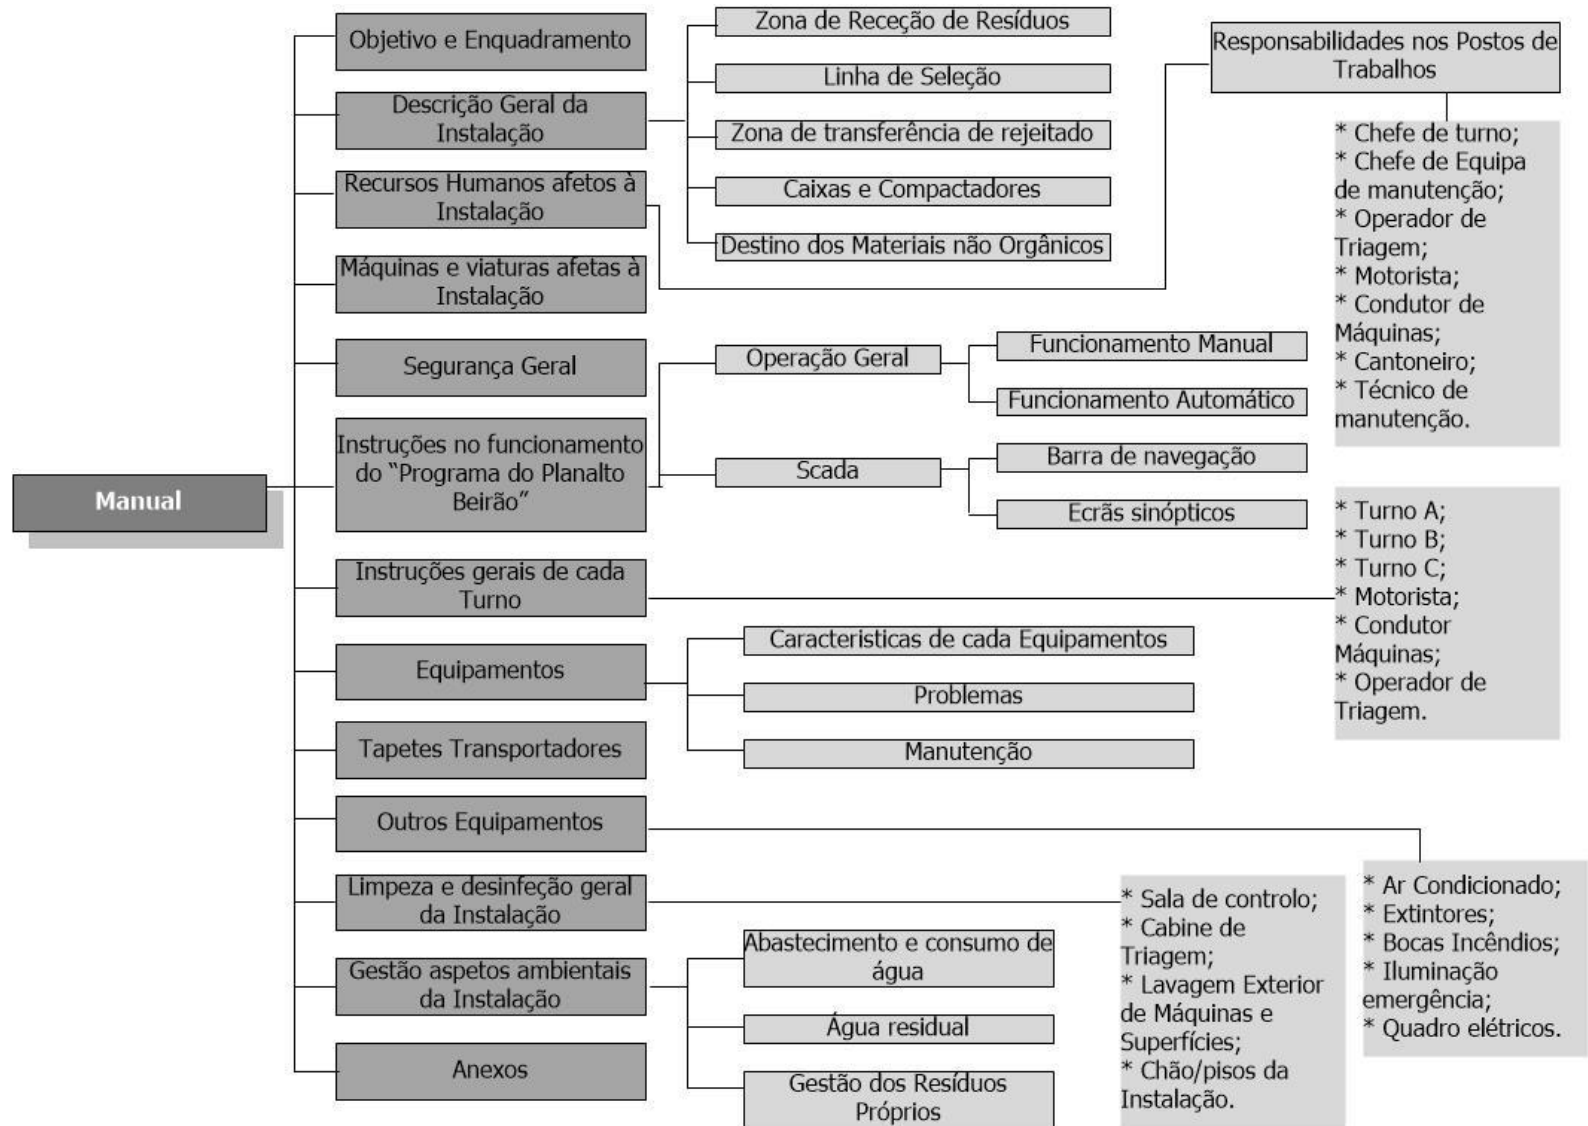 Manual
Objetivo e Enquadramento
Descrição Geral da
Instalação
Zona de Receção de Resíduos
Linha de Seleção
Zona de transferência de rejeitado
Caixas e Compactadores
Destino dos Materiais não Orgânicos
Recursos Humanos afetos à
Instalação
Responsabilidades nos Postos de
Trabalhos
* Chefe de turno;
* Chefe de Equipa
de manutenção;
* Operador de
Triagem;
* Motorista;
* Condutor de
Máquinas;
* Cantoneiro;
* Técnico de
manutenção.
Máquinas e viaturas afetas à
Instalação
Segurança Geral
Instruções no funcionamento
do “Programa do Planalto
Beirão”
Operação Geral
Funcionamento Manual
Funcionamento Automático
Scada
Barra de navegação
Ecrãs sinópticos
Instruções gerais de cada
Turno
* Turno A;
* Turno B;
* Turno C;
* Motorista;
* Condutor
Máquinas;
* Operador de
Triagem.
Equipamentos
Caracteristicas de cada Equipamentos
Problemas
Manutenção
Tapetes Transportadores
Outros Equipamentos
* Ar Condicionado;
* Extintores;
* Bocas Incêndios;
* Iluminação
emergência;
* Quadro elétricos.
Limpeza e desinfeção geral
da Instalação
* Sala de controlo;
* Cabine de
Triagem;
* Lavagem Exterior
de Máquinas e
Superfícies;
* Chão/pisos da
Instalação.
Gestão aspetos ambientais
da Instalação
Abastecimento e consumo de
água
Água residual
Gestão dos Resíduos
Próprios
Anexos